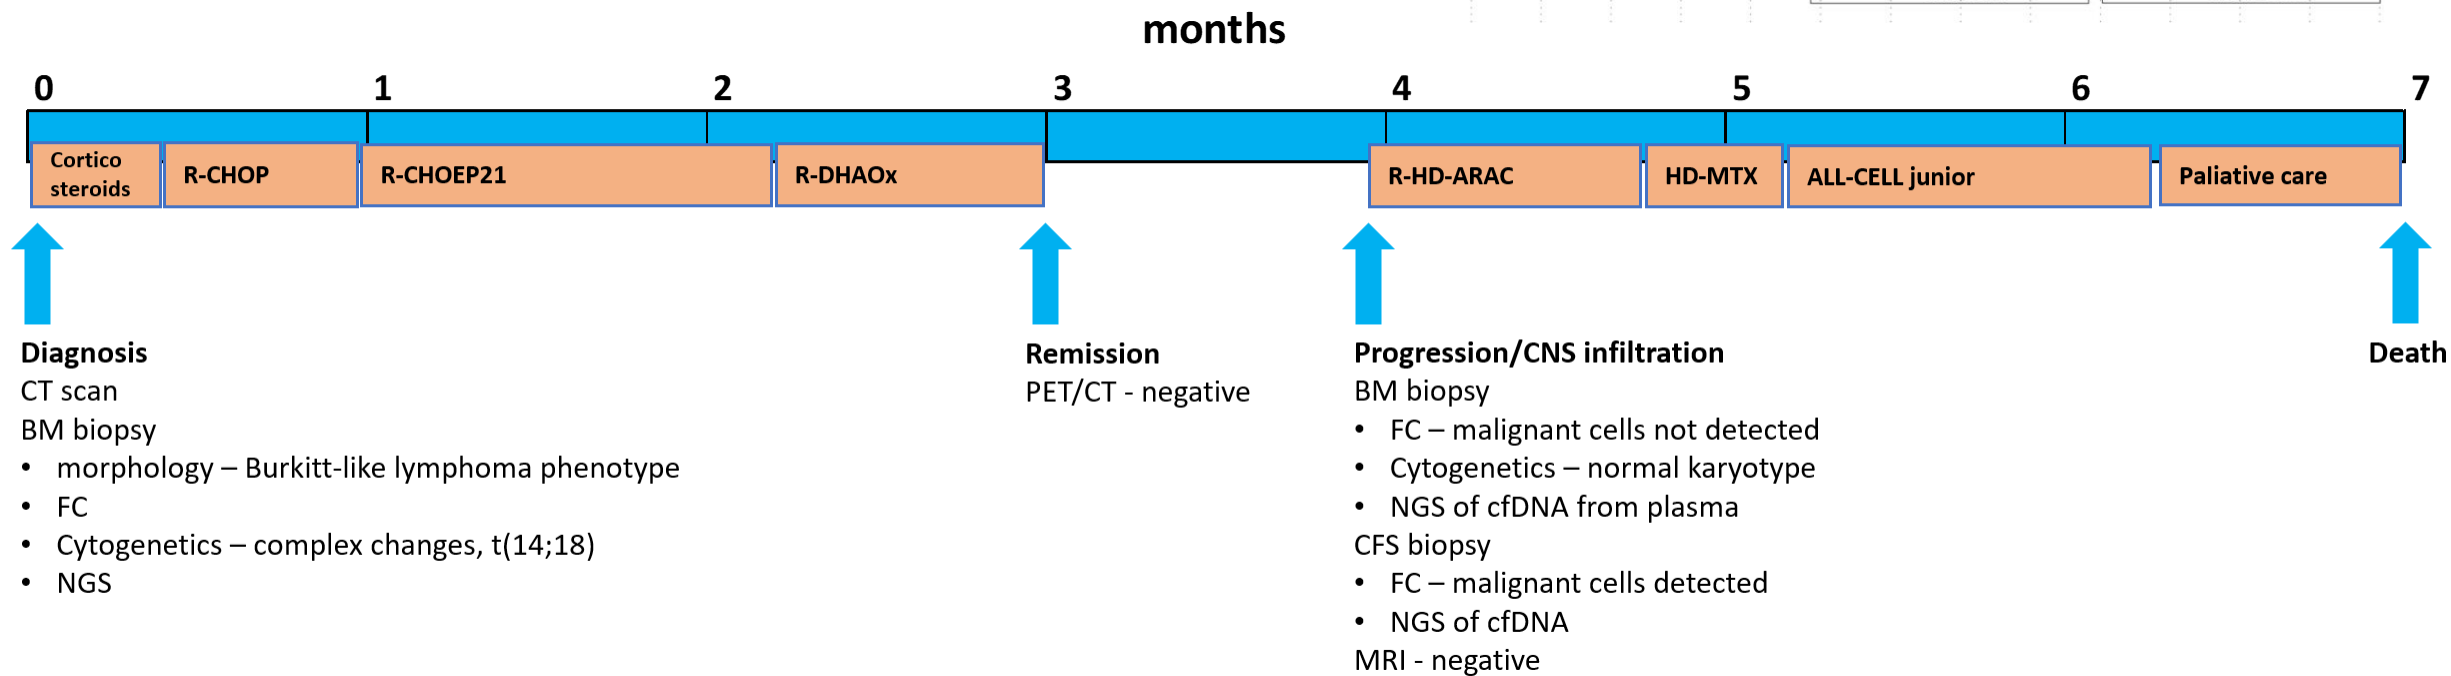 months
0 1 2 3 4 5 6 7
Cortico
steroids
R-CHOP
R-CHOEP21
R-DHAOx
R-HD-ARAC
HD-MTX
ALL-CELL junior
Paliative care
Diagnosis
CT scan
BM biopsy
• morphology – Burkitt-like lymphoma phenotype
• FC
• Cytogenetics – complex changes, t(14;18)
• NGS
Remission
PET/CT - negative
Progression/CNS infiltration
BM biopsy
• FC – malignant cells not detected
• Cytogenetics – normal karyotype
• NGS of cfDNA from plasma
CFS biopsy
• FC – malignant cells detected
• NGS of cfDNA
MRI - negative
Death